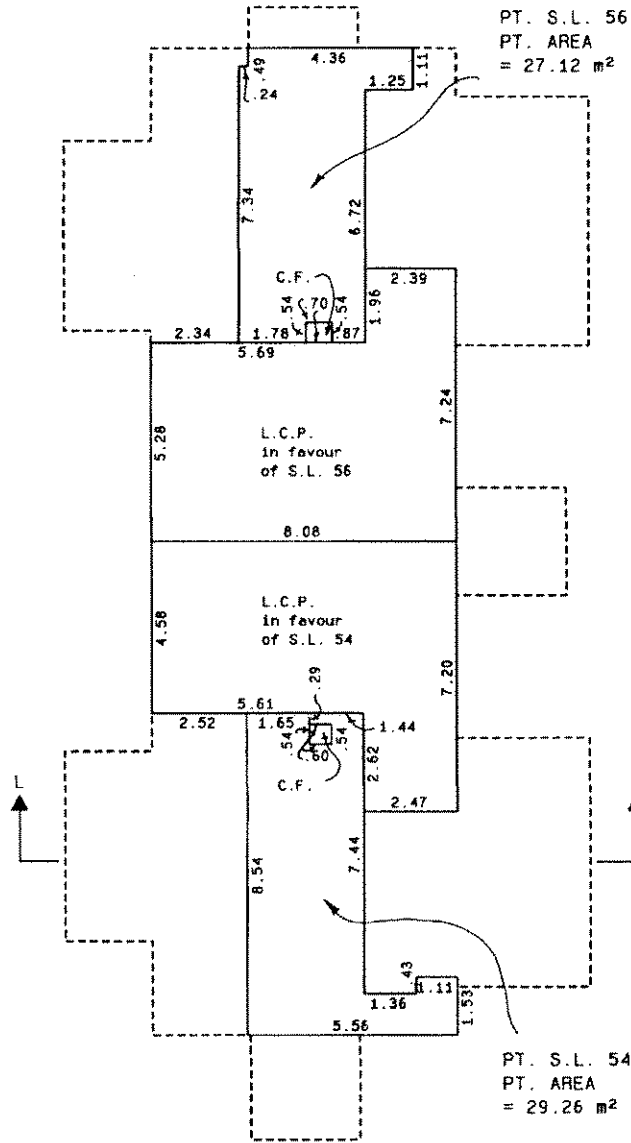 PT. S.L. 56
PT. AREA
= 27.12 m²
4.36
1.11
.49
1.25
.24
7.34
6.72
C.F.
2.39
.54 .70 .54
1.96
2.34
1.78
.87
5.69
7.24
5.28
L.C.P.
in favour
of S.L. 56
8.08
L.C.P.
in favour
of S.L. 54
4.58
.29
7.20
5.61
2.52
1.65
1.44
.54
.54
.60
2.62
C.F.
2.47
L
8.54
7.44
.43
1.11
1.36
1.53
5.56
PT. S.L. 54
PT. AREA
= 29.26 m²